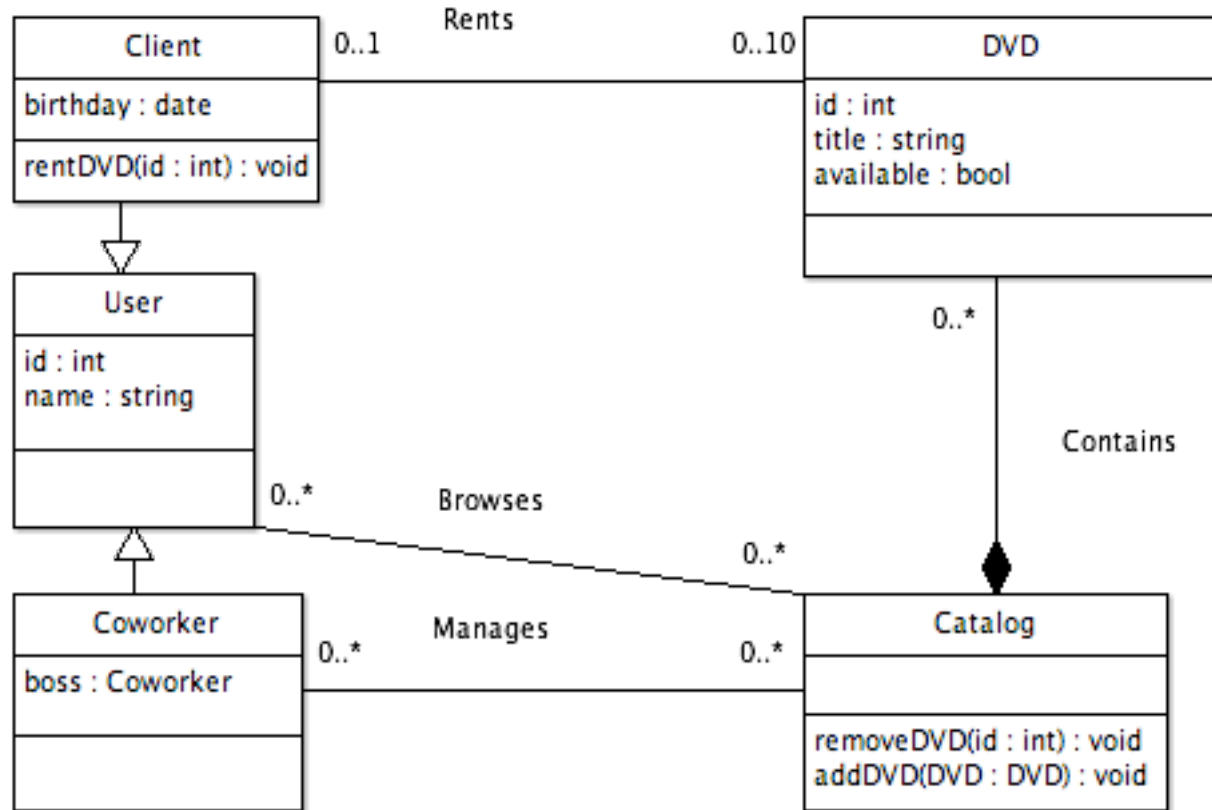 Rents
Client
0..1
0..10
DVD
birthday : date
rentDVD(id : int) : void
id : int
title : string
available : bool
User
id : int
name : string
0..*
Contains
0..*
Browses
0..*
Coworker
boss : Coworker
0..*
Manages
0..*
Catalog
removeDVD(id : int) : void
addDVD(DVD : DVD) : void